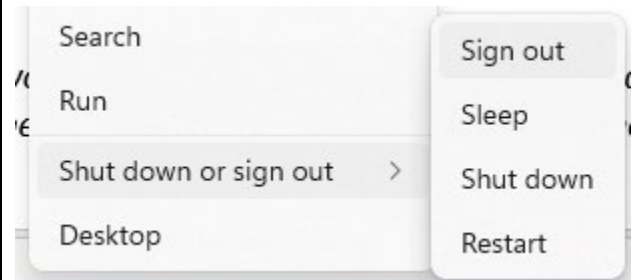 Search
Run
Shut down or sign out
Desktop
Sign out
Sleep
Shut down
Restart